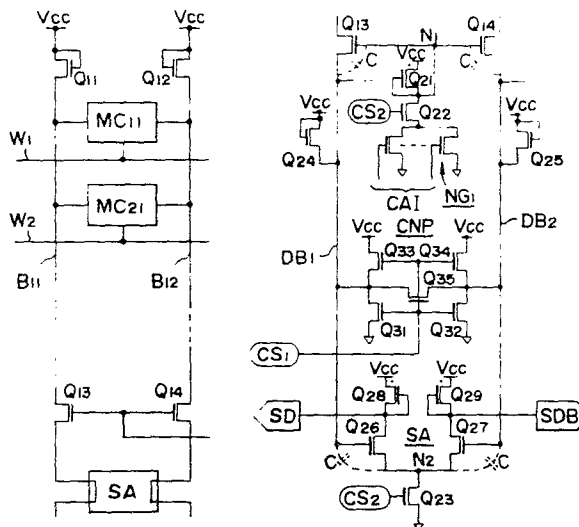 Vcc Vcc
Q11 Q12
MC11
W1
MC21
W2
B11 B12
Q13 Q14
SA
Q13 N1 Q14
C Vcc C
Q21
Vcc CS2 Q22 Vcc
Q24 Q25
CAI NG1
CNP
DB1 Vcc Vcc DB2
Q33 Q34
Q35
Q31 Q32
CS1
Vcc Vcc
Q28 Q29
SD SDB
Q26 SA Q27
C N2 C
CS2 Q23